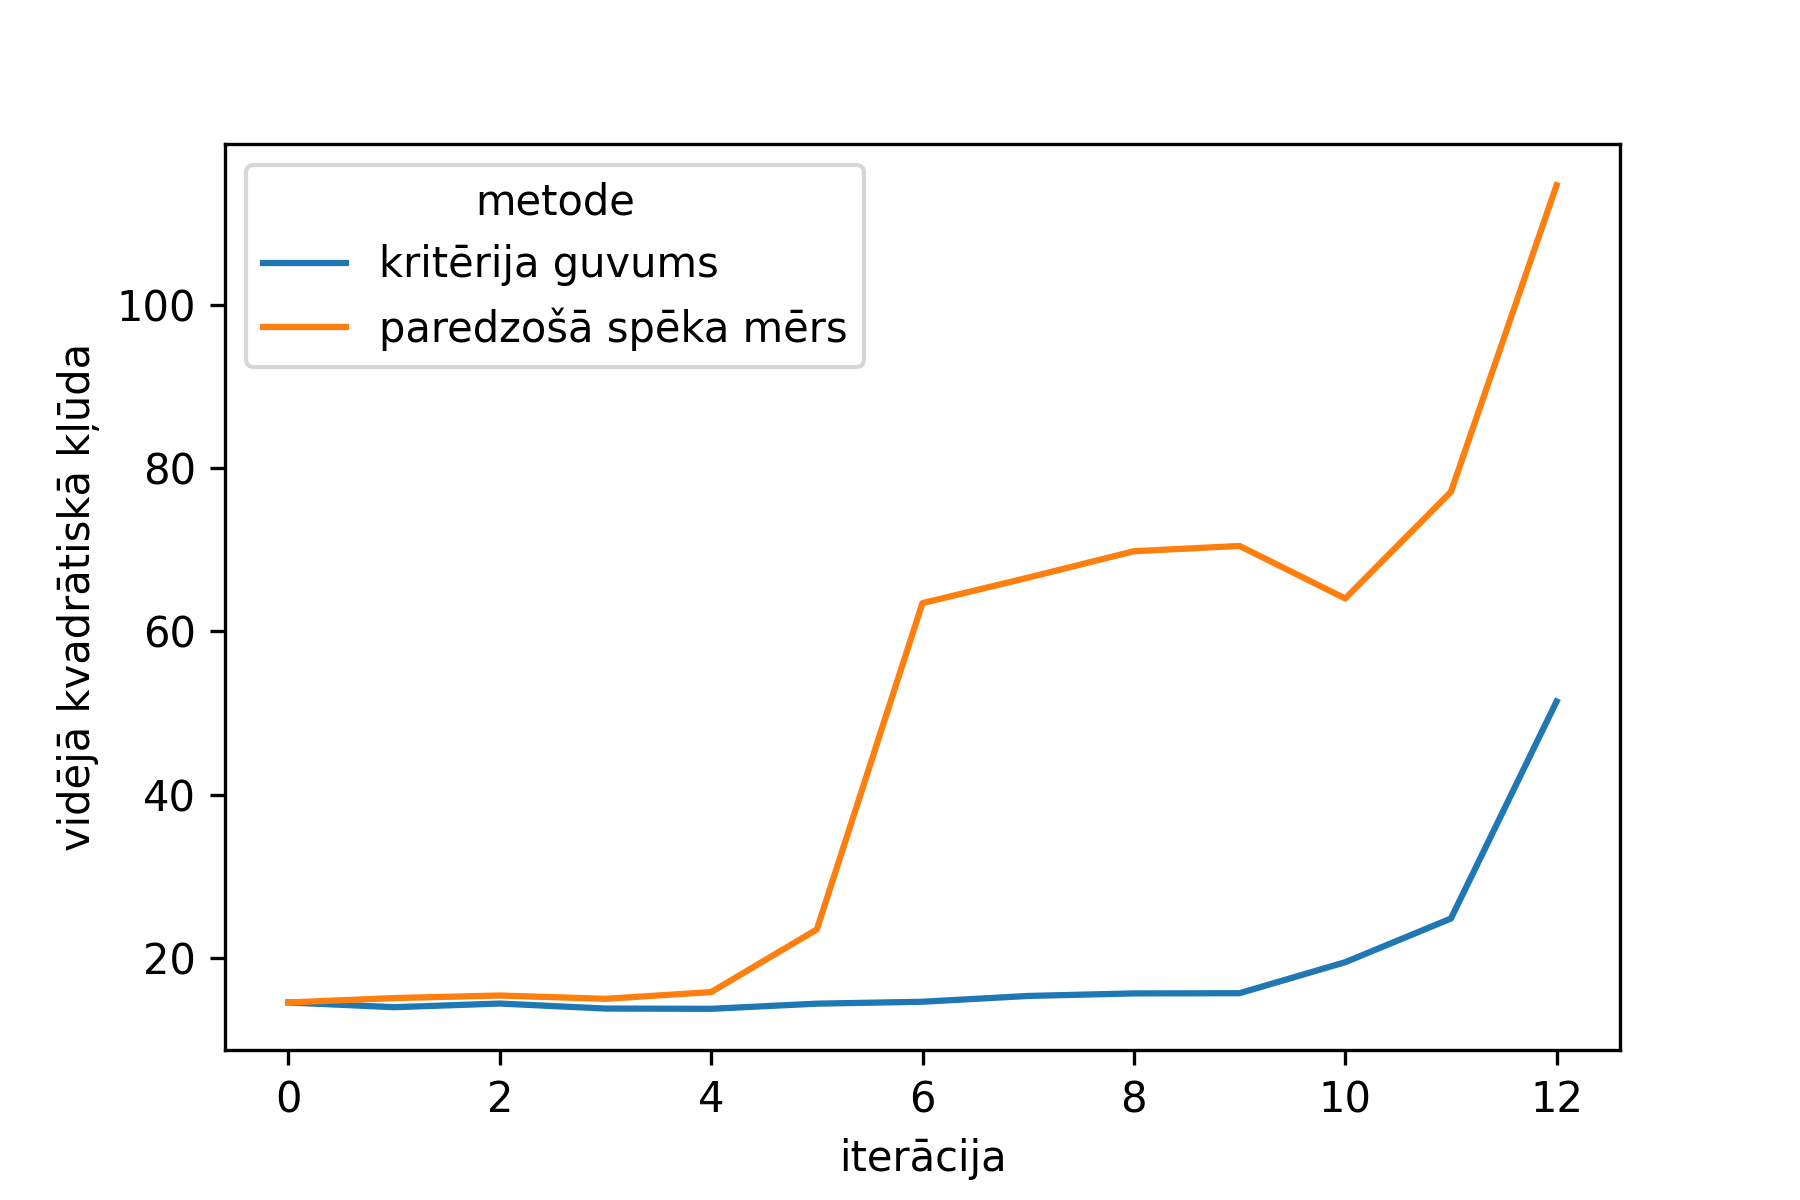 metode
kritērija guvums
paredzošā spēka mērs
vidējā kvadrātiskā kļūda
100
80
60
40
20
0 2 4 6 8 10 12
iterācija